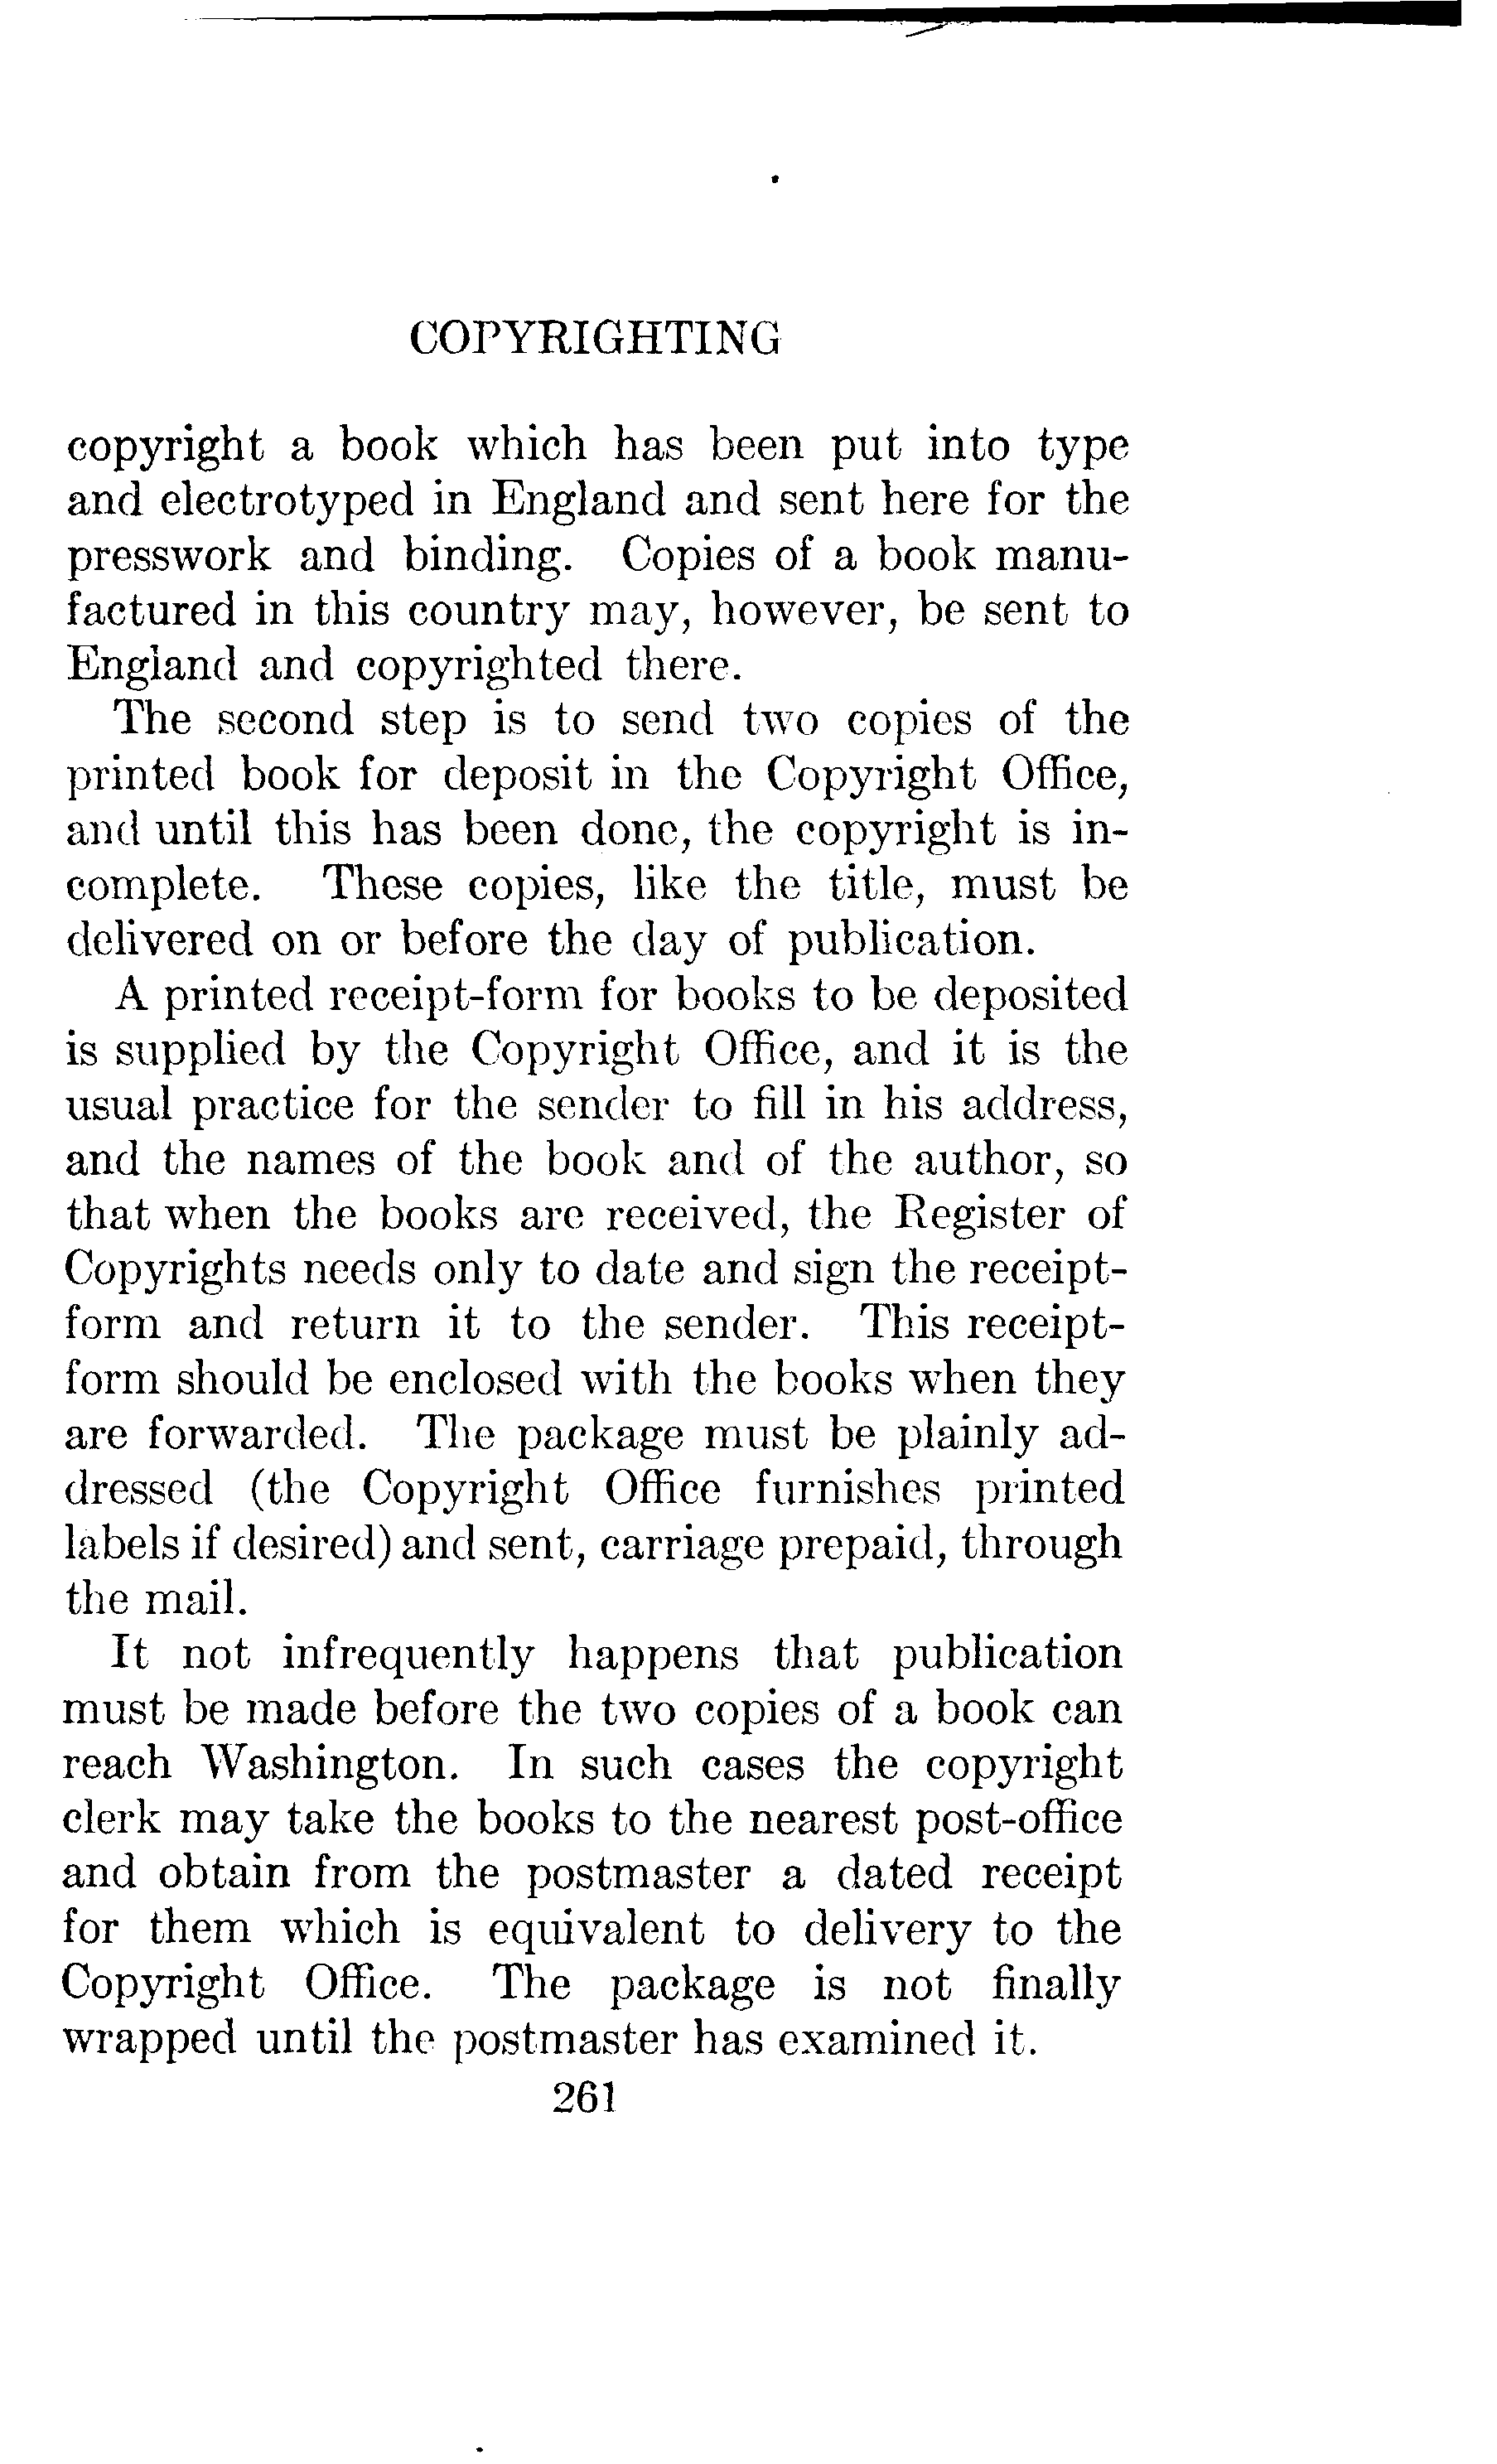 COPYRIGHTING
copyright a book which has been put into type
and electrotyped in England and sent here for the
presswork and binding. Copies of a book manu-
factured in this country may, however, be sent to
England and copyrighted there.
The second step is to send two copies of the
printed book for deposit in the Copyright Office,
and until this has been done, the copyright is in-
complete. These copies, like the title, must be
delivered on or before the day of publication.
A printed receipt-form for books to be deposited
is supplied by the Copyright Office, and it is the
usual practice for the sender to fill in his address,
and the names of the book and of the author, so
that when the books are received, the Register of
Copyrights needs only to date and sign the receipt-
form and return it to the sender. This receipt-
form should be enclosed with the books when they
are forwarded. The package must be plainly ad-
dressed (the Copyright Office furnishes printed
labels if desired) and sent, carriage prepaid, through
the mail.
It not infrequently happens that publication
must be made before the two copies of a book can
reach Washington. In such cases the copyright
clerk may take the books to the nearest post-office
and obtain from the postmaster a dated receipt
for them which is equivalent to delivery to the
Copyright Office. The package is not finally
wrapped until the postmaster has examined it.
261